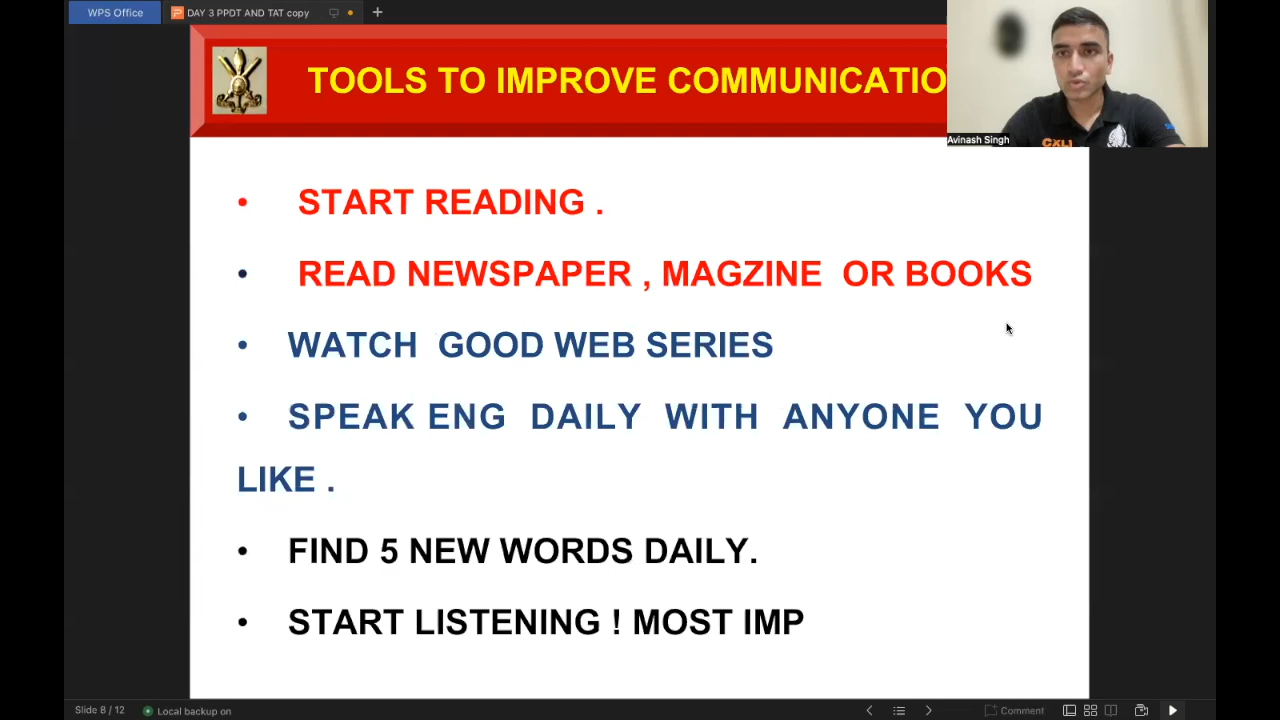 WPS Office
DAY 3 PPDT AND TAT copy
TOOLS TO IMPROVE COMMUNICATIO
Avinash Singh
START READING .
READ NEWSPAPER , MAGZINE OR BOOKS
WATCH GOOD WEB SERIES
SPEAK ENG DAILY WITH ANYONE YOU
LIKE .
FIND 5 NEW WORDS DAILY.
START LISTENING ! MOST IMP
Slide 8 / 12
Local backup on
Comment